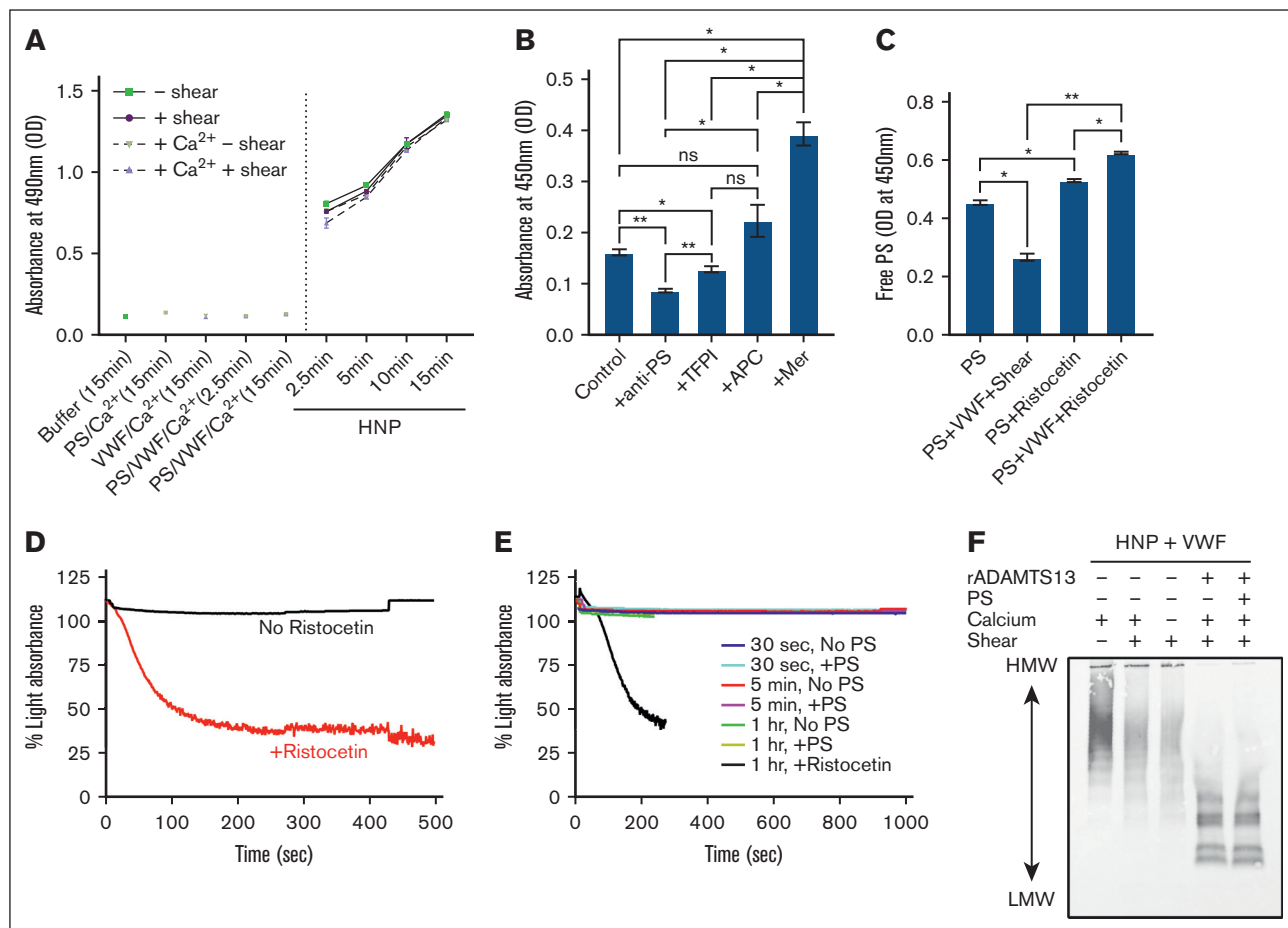 A
Absorbance at 490nm (OD)
1.5
1.0
0.5
0.0
– shear
+ shear
+ Ca²⁺ – shear
+ Ca²⁺ + shear
Buffer (15min)
PS/Ca²⁺(15min)
VWF/Ca²⁺(15min)
PS/VWF/Ca²⁺(2.5min)
PS/VWF/Ca²⁺(15min)
2.5min
5min
10min
15min
HNP
B
Absorbance at 450nm (OD)
0.5
0.4
0.3
0.2
0.1
0.0
*
*
*
*
*
ns
ns
*
**
**
Control
+anti-PS
+TFPI
+APC
+Mer
C
Free PS (OD at 450nm)
0.8
0.6
0.4
0.2
0.0
**
*
*
*
PS
PS+VWF+Shear
PS+Ristocetin
PS+VWF+Ristocetin
D
% Light absorbance
125
100
75
50
25
0
No Ristocetin
+Ristocetin
0 100 200 300 400 500
Time (sec)
E
% Light absorbance
125
100
75
50
25
0
30 sec, No PS
30 sec, +PS
5 min, No PS
5 min, +PS
1 hr, No PS
1 hr, +PS
1 hr, +Ristocetin
0 200 400 600 800 1000
Time (sec)
F
HNP + VWF
rADAMTS13 – – – + +
PS – – – – +
Calcium + + – + +
Shear – + + + +
HMW
LMW